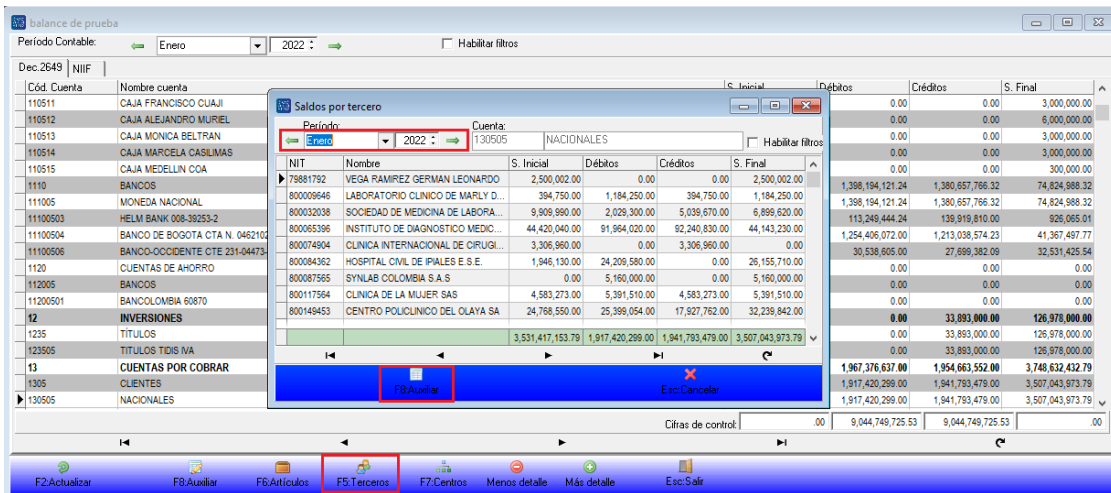 balance de prueba
Período Contable: Enero 2022 Habilitar filtros
Dec.2649 NIIF
Cód. Cuenta Nombre cuenta S. Inicial Débitos Créditos S. Final
110511 CAJA FRANCISCO CUAJI 0.00 0.00 3,000,000.00
110512 CAJA ALEJANDRO MURIEL 0.00 0.00 6,000,000.00
110513 CAJA MONICA BELTRAN 0.00 0.00 3,000,000.00
110514 CAJA MARCELA CASILIMAS 0.00 0.00 3,000,000.00
110515 CAJA MEDELLIN COA 0.00 0.00 300,000.00
1110 BANCOS 1,398,194,121.24 1,380,657,766.32 74,824,988.32
111005 MONEDA NACIONAL 1,398,194,121.24 1,380,657,766.32 74,824,988.32
11100503 HELM BANK 008-39253-2 113,249,444.24 139,919,810.00 926,065.01
11100504 BANCO DE BOGOTA CTA N. 0462102 1,254,406,072.00 1,213,038,574.23 41,367,497.77
11100506 BANCO-OCCIDENTE CTE 231-04473- 30,538,605.00 27,699,382.09 32,531,425.54
1120 CUENTAS DE AHORRO 0.00 0.00 0.00
112005 BANCOS 0.00 0.00 0.00
11200501 BANCOLOMBIA 60870 0.00 0.00 0.00
12 INVERSIONES 0.00 33,893,000.00 126,978,000.00
1235 TÍTULOS 0.00 33,893,000.00 126,978,000.00
123505 TITULOS TIDIS IVA 0.00 33,893,000.00 126,978,000.00
13 CUENTAS POR COBRAR 1,967,376,637.00 1,954,663,552.00 3,748,632,432.79
1305 CLIENTES 1,917,420,299.00 1,941,793,479.00 3,507,043,973.79
130505 NACIONALES 1,917,420,299.00 1,941,793,479.00 3,507,043,973.79
Saldos por tercero
Período: Cuenta:
Enero 2022 130505 NACIONALES Habilitar filtros
NIT Nombre S. Inicial Débitos Créditos S. Final
79881792 VEGA RAMIREZ GERMAN LEONARDO 2,500,002.00 0.00 0.00 2,500,002.00
800009646 LABORATORIO CLINICO DE MARLY D... 394,750.00 1,184,250.00 394,750.00 1,184,250.00
800032038 SOCIEDAD DE MEDICINA DE LABORA... 9,909,990.00 2,029,300.00 5,039,670.00 6,899,620.00
800065396 INSTITUTO DE DIAGNOSTICO MEDIC... 44,420,040.00 91,964,020.00 92,240,830.00 44,143,230.00
800074904 CLINICA INTERNACIONAL DE CIRUGI... 3,306,960.00 0.00 3,306,960.00 0.00
800084362 HOSPITAL CIVIL DE IPIALES E.S.E. 1,946,130.00 24,209,580.00 0.00 26,155,710.00
800087565 SYNLAB COLOMBIA S.A.S 0.00 5,160,000.00 0.00 5,160,000.00
800117564 CLINICA DE LA MUJER SAS 4,583,273.00 5,391,510.00 4,583,273.00 5,391,510.00
800149453 CENTRO POLICLINICO DEL OLAYA SA 24,768,550.00 25,399,054.00 17,927,762.00 32,239,842.00
3,531,417,153.79 1,917,420,299.00 1,941,793,479.00 3,507,043,973.79
F8:Auxiliar Esc:Cancelar
Cifras de control: .00 9,044,749,725.53 9,044,749,725.53 .00
F2:Actualizar F8:Auxiliar F6:Artículos F5:Terceros F7:Centros Menos detalle Más detalle Esc:Salir